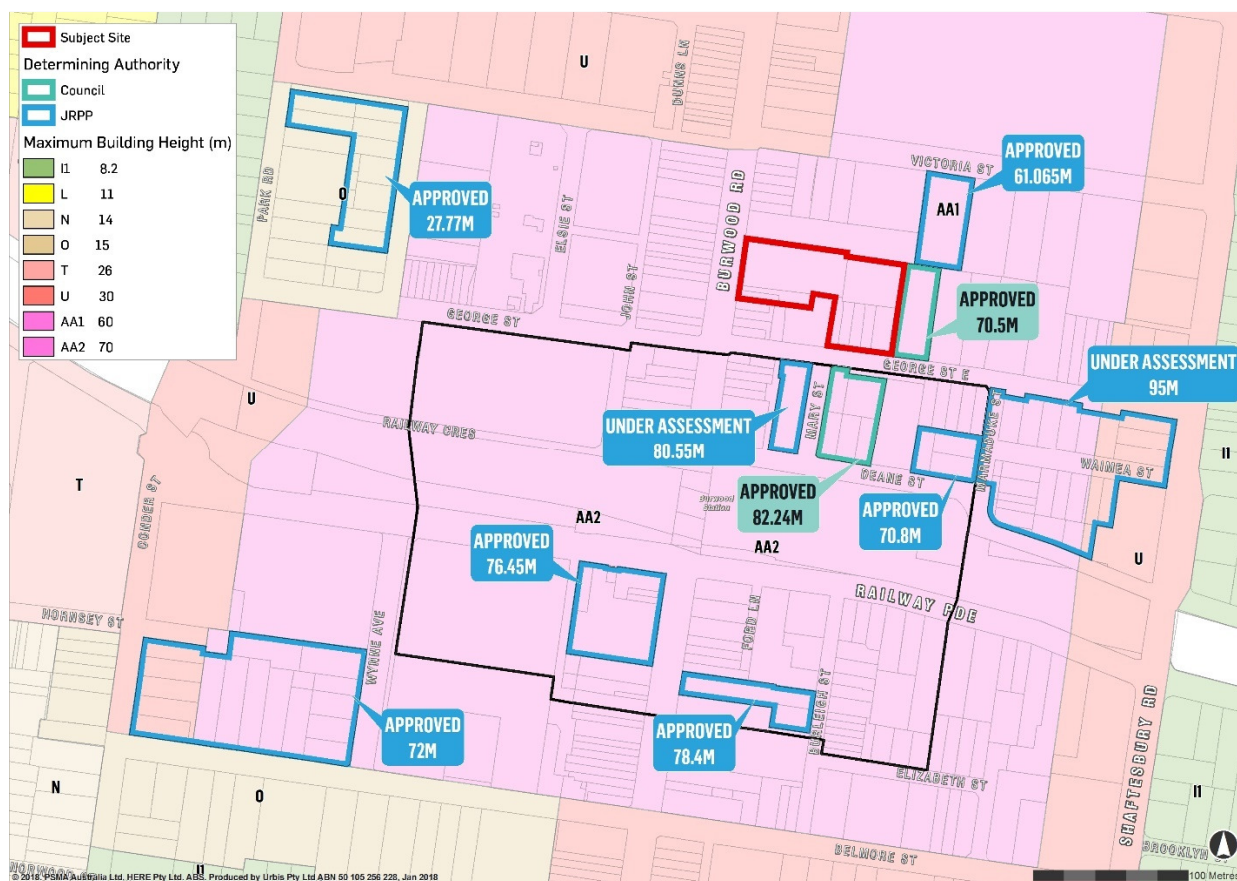 Subject Site
Determining Authority
Council
JRPP
Maximum Building Height (m)
I1 8.2
L 11
N 14
O 15
T 26
U 30
AA1 60
AA2 70
U
DUNNS LN
PARK RD
O
APPROVED
27.77M
ELSIE ST
JOHN ST
BURWOOD RD
VICTORIA ST
APPROVED
61.065M
AA1
APPROVED
70.5M
GEORGE ST
GEORGE ST E
UNDER ASSESSMENT
95M
U
RAILWAY CRES
UNDER ASSESSMENT
80.55M
MARY ST
MARMADUKE ST
WAIMEA ST
I1
DEANE ST
T
CONDER ST
Burwood
Station
APPROVED
82.24M
APPROVED
70.8M
AA2
AA2
U
APPROVED
76.45M
RAILWAY PDE
HORNSEY ST
WYNNE AVE
FORD LN
BURLEIGH ST
APPROVED
72M
APPROVED
78.4M
ELIZABETH ST
SHAFTESBURY RD
N
O
I1
I1
BELMORE ST
BROOKLYN ST
NORWOOD
© 2018. PSMA Australia Ltd, HERE Pty Ltd. ABS. Produced by Urbis Pty Ltd ABN 50 105 256 228, Jan 2018
100 Metres